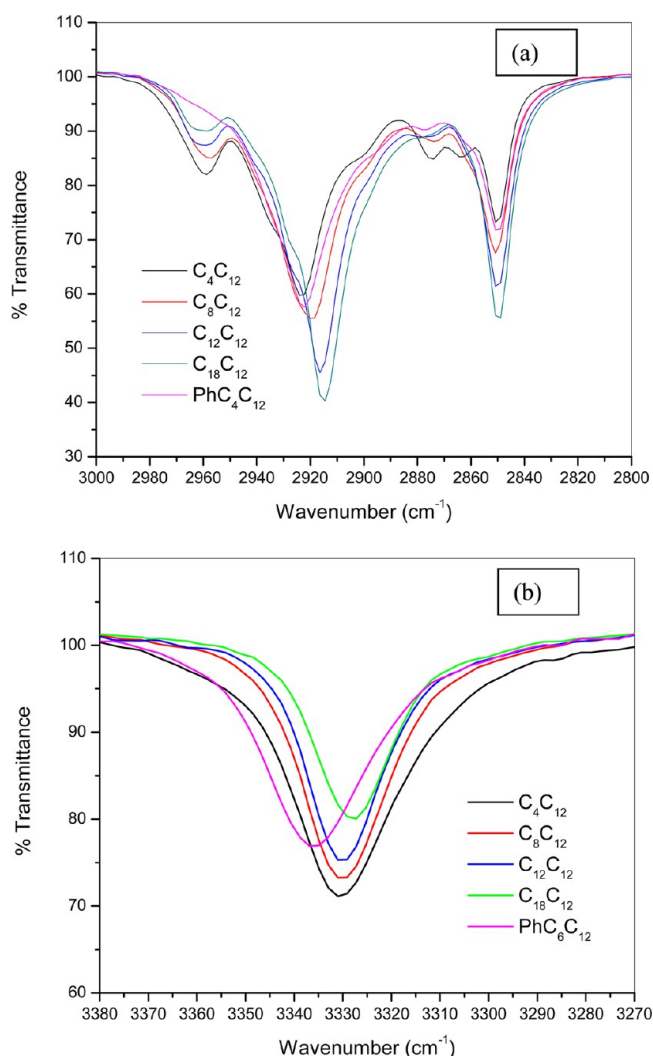 110
(a)
100
90
80
70
60
50
40
30
% Transmittance
C₄C₁₂
C₈C₁₂
C₁₂C₁₂
C₁₈C₁₂
PhC₄C₁₂
3000 2980 2960 2940 2920 2900 2880 2860 2840 2820 2800
Wavenumber (cm⁻¹)
110
(b)
100
90
80
70
60
% Transmittance
C₄C₁₂
C₈C₁₂
C₁₂C₁₂
C₁₈C₁₂
PhC₆C₁₂
3380 3370 3360 3350 3340 3330 3320 3310 3300 3290 3280 3270
Wavenumber (cm⁻¹)